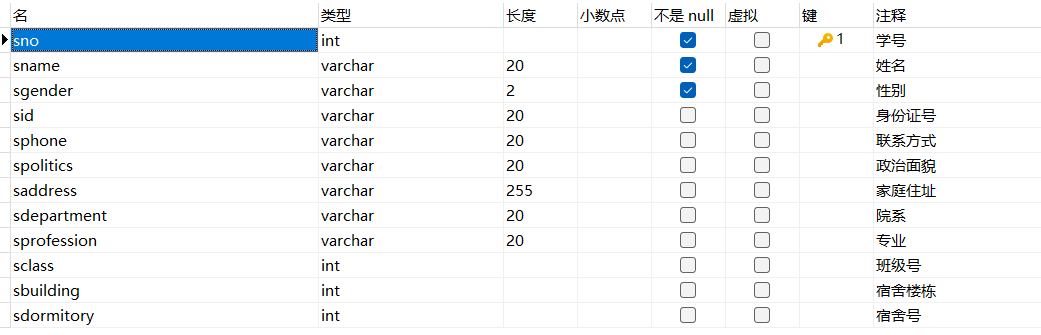 名 类型 长度 小数点 不是 null 虚拟 键 注释
sno int 1 学号
sname varchar 20 姓名
sgender varchar 2 性别
sid varchar 20 身份证号
sphone varchar 20 联系方式
spolitics varchar 20 政治面貌
saddress varchar 255 家庭住址
sdepartment varchar 20 院系
sprofession varchar 20 专业
sclass int 班级号
sbuilding int 宿舍楼栋
sdormitory int 宿舍号